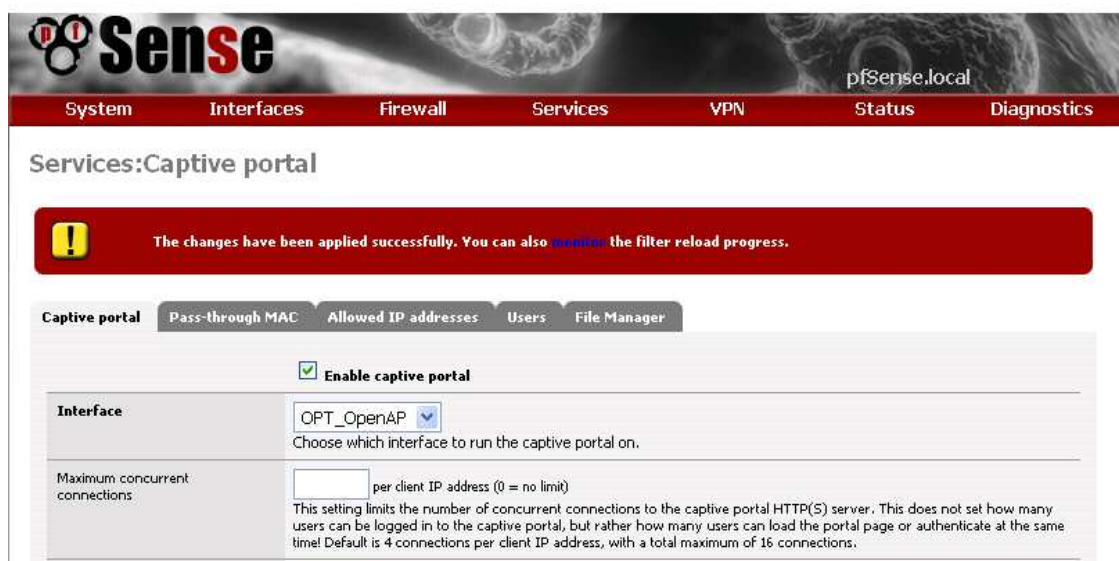 pf Sense
pfSense.local
System Interfaces Firewall Services VPN Status Diagnostics
Services:Captive portal
The changes have been applied successfully. You can also monitor the filter reload progress.
Captive portal Pass-through MAC Allowed IP addresses Users File Manager
Enable captive portal
Interface
OPT_OpenAP
Choose which interface to run the captive portal on.
Maximum concurrent
connections
per client IP address (0 = no limit)
This setting limits the number of concurrent connections to the captive portal HTTP(S) server. This does not set how many
users can be logged in to the captive portal, but rather how many users can load the portal page or authenticate at the same
time! Default is 4 connections per client IP address, with a total maximum of 16 connections.